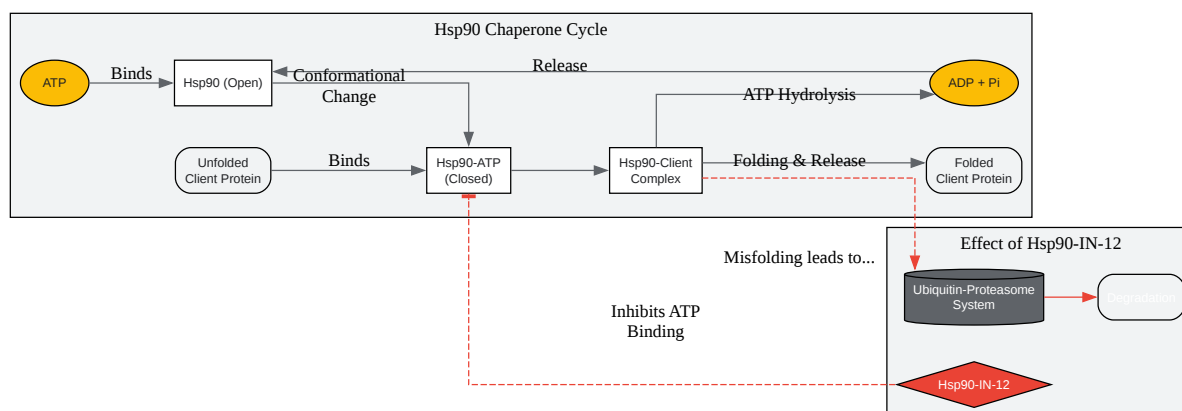 Hsp90 Chaperone Cycle
ATP
Binds
Hsp90 (Open)
Conformational
Change
Release
ADP + Pi
ATP Hydrolysis
Unfolded
Client Protein
Binds
Hsp90-ATP
(Closed)
Hsp90-Client
Complex
Folding & Release
Folded
Client Protein
Effect of Hsp90-IN-12
Misfolding leads to...
Ubiquitin-Proteasome
System
Degradation
Inhibits ATP
Binding
Hsp90-IN-12